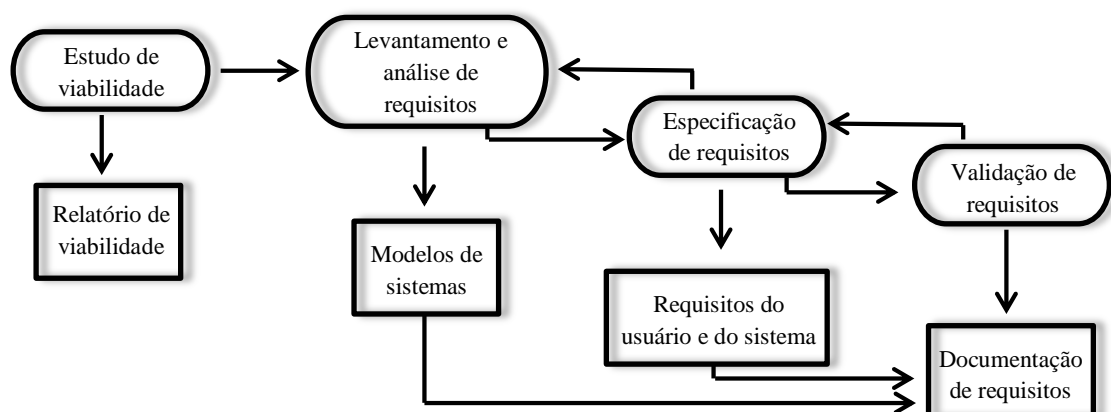 Estudo de
viabilidade
Levantamento e
análise de
requisitos
Especificação
de requisitos
Validação de
requisitos
Relatório de
viabilidade
Modelos de
sistemas
Requisitos do
usuário e do sistema
Documentação
de requisitos